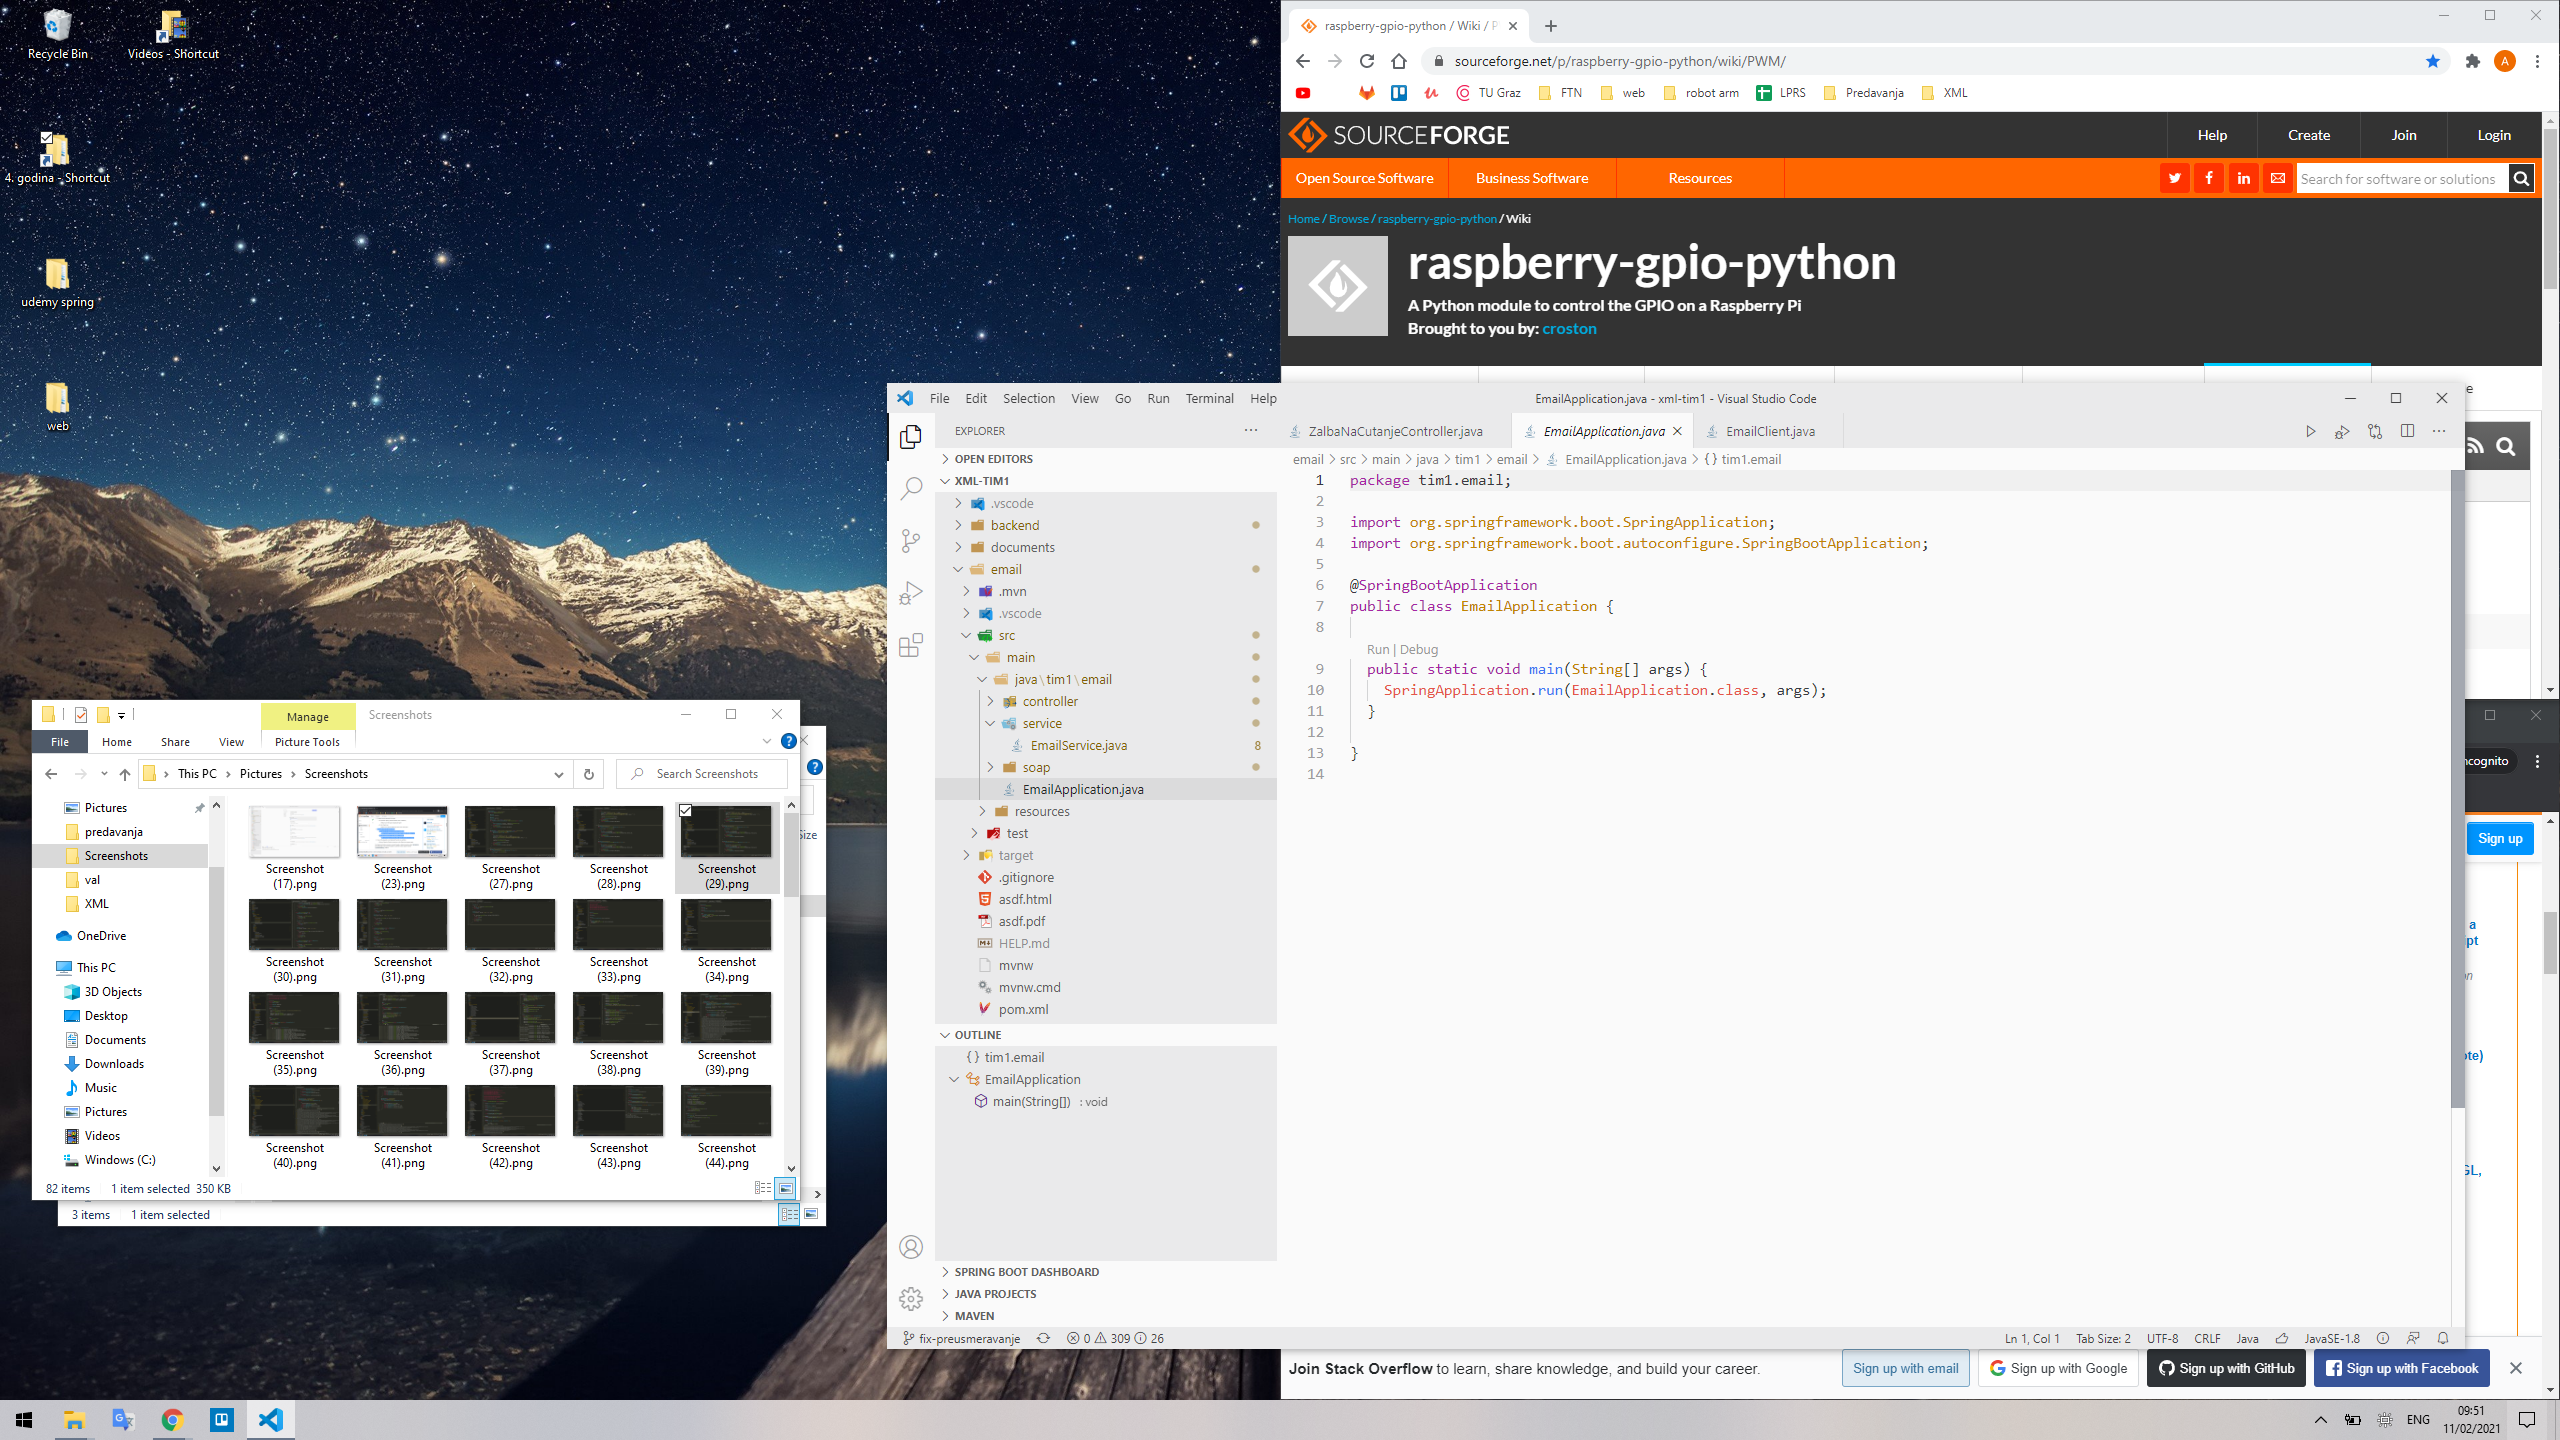 Recycle Bin
Videos - Shortcut
4. godina - Shortcut
udemy spring
web
raspberry-gpio-python / Wiki / P
sourceforge.net/p/raspberry-gpio-python/wiki/PWM/
A
TU Graz
FTN
web
robot arm
LPRS
Predavanja
XML
SOURCEFORGE
Help
Create
Join
Login
Open Source Software
Business Software
Resources
Search for software or solutions
Home / Browse / raspberry-gpio-python / Wiki
raspberry-gpio-python
A Python module to control the GPIO on a Raspberry Pi
Brought to you by: croston
File Edit Selection View Go Run Terminal Help
EmailApplication.java - xml-tim1 - Visual Studio Code
EXPLORER
OPEN EDITORS
XML-TIM1
.vscode
backend
documents
email
.mvn
.vscode
src
main
java\tim1\email
controller
service
EmailService.java 8
soap
EmailApplication.java
resources
test
target
.gitignore
asdf.html
asdf.pdf
HELP.md
mvnw
mvnw.cmd
pom.xml
OUTLINE
{} tim1.email
EmailApplication
main(String[]) : void
SPRING BOOT DASHBOARD
JAVA PROJECTS
MAVEN
ZalbaNaCutanjeController.java
EmailApplication.java
EmailClient.java
email > src > main > java > tim1 > email > EmailApplication.java > {} tim1.email
1 package tim1.email;
2
3 import org.springframework.boot.SpringApplication;
4 import org.springframework.boot.autoconfigure.SpringBootApplication;
5
6 @SpringBootApplication
7 public class EmailApplication {
8
Run | Debug
9 public static void main(String[] args) {
10 SpringApplication.run(EmailApplication.class, args);
11 }
12
13 }
14
fix-preusmeravanje
0 309 26
Ln 1, Col 1
Tab Size: 2
UTF-8
CRLF
Java
JavaSE-1.8
Manage
Screenshots
File
Home
Share
View
Picture Tools
This PC > Pictures > Screenshots
Search Screenshots
Pictures
predavanja
Screenshots
val
XML
OneDrive
This PC
3D Objects
Desktop
Documents
Downloads
Music
Pictures
Videos
Windows (C:)
Screenshot (17).png
Screenshot (23).png
Screenshot (27).png
Screenshot (28).png
Screenshot (29).png
Screenshot (30).png
Screenshot (31).png
Screenshot (32).png
Screenshot (33).png
Screenshot (34).png
Screenshot (35).png
Screenshot (36).png
Screenshot (37).png
Screenshot (38).png
Screenshot (39).png
Screenshot (40).png
Screenshot (41).png
Screenshot (42).png
Screenshot (43).png
Screenshot (44).png
82 items
1 item selected 350 KB
3 items
1 item selected
ncognito
Sign up
a
ote)
GL,
Join Stack Overflow to learn, share knowledge, and build your career.
Sign up with email
Sign up with Google
Sign up with GitHub
Sign up with Facebook
ENG
09:51
11/02/2021